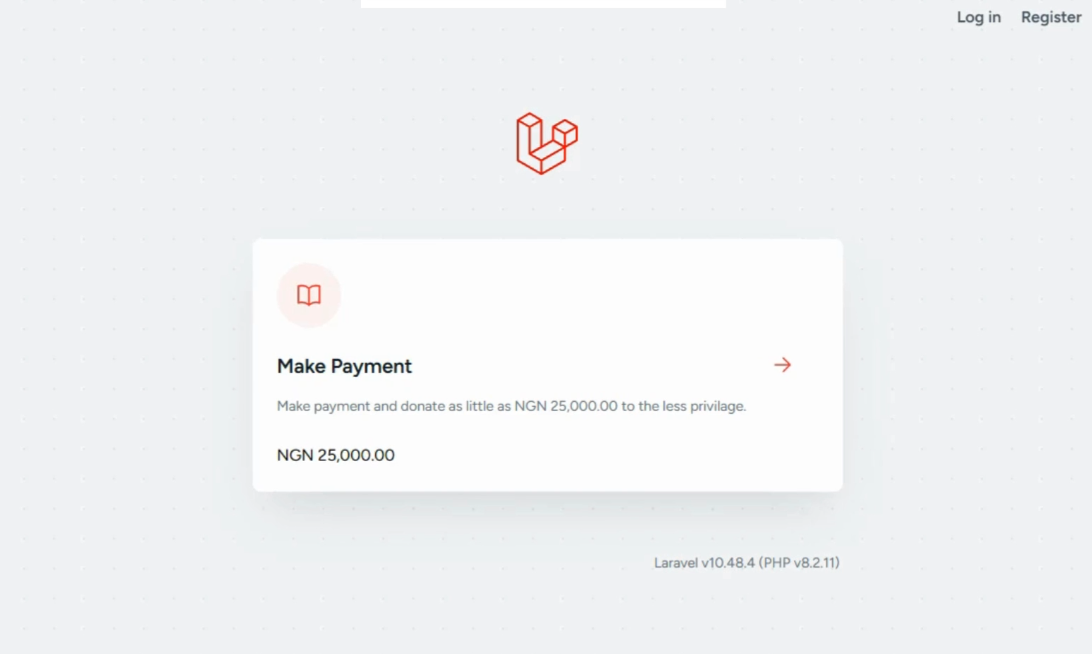 Log in Register
Make Payment
Make payment and donate as little as NGN 25,000.00 to the less privilage.
NGN 25,000.00
Laravel v10.48.4 (PHP v8.2.11)